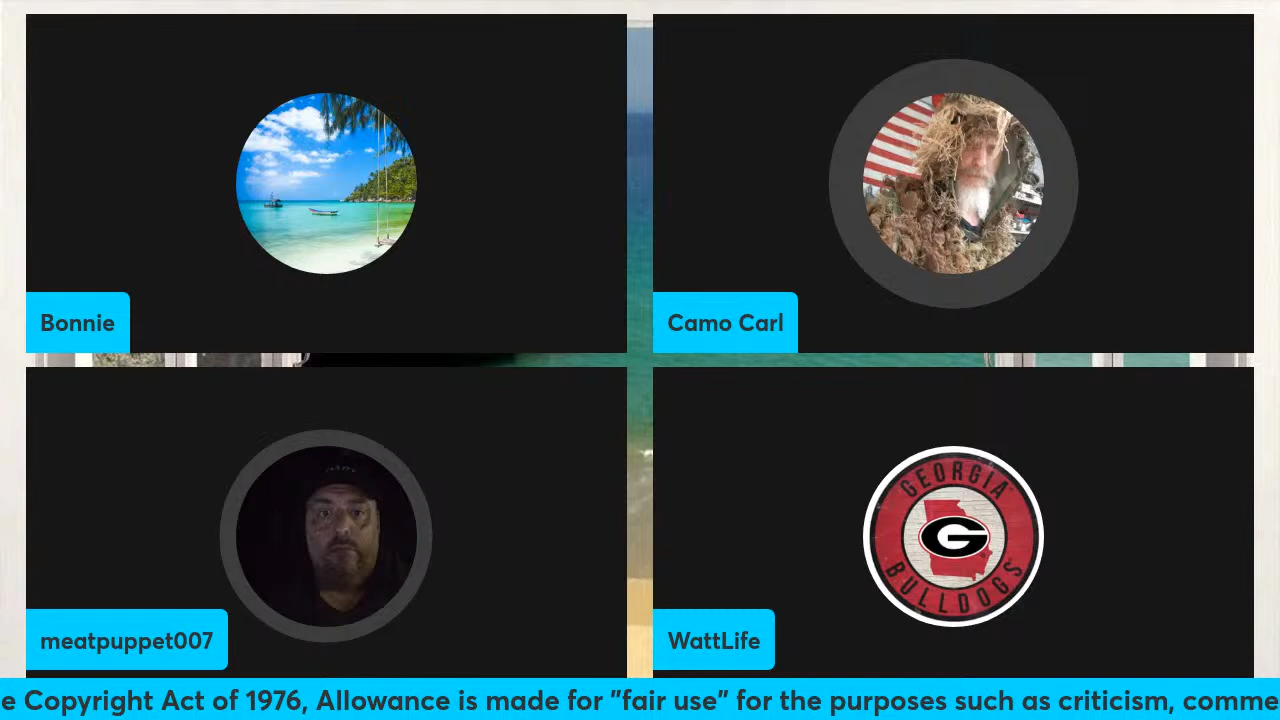 Bonnie
Camo Carl
meatpuppet007
GEORGIA
G
BULLDOGS
WattLife
e Copyright Act of 1976, Allowance is made for "fair use" for the purposes such as criticism, comme